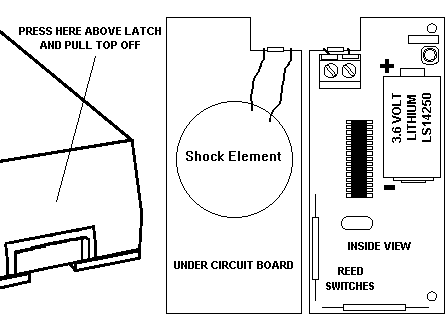 PRESS HERE ABOVE LATCH
AND PULL TOP OFF
Shock Element
UNDER CIRCUIT BOARD
+
3.6 VOLT
LITHIUM
LS14250
-
INSIDE VIEW
REED
SWITCHES